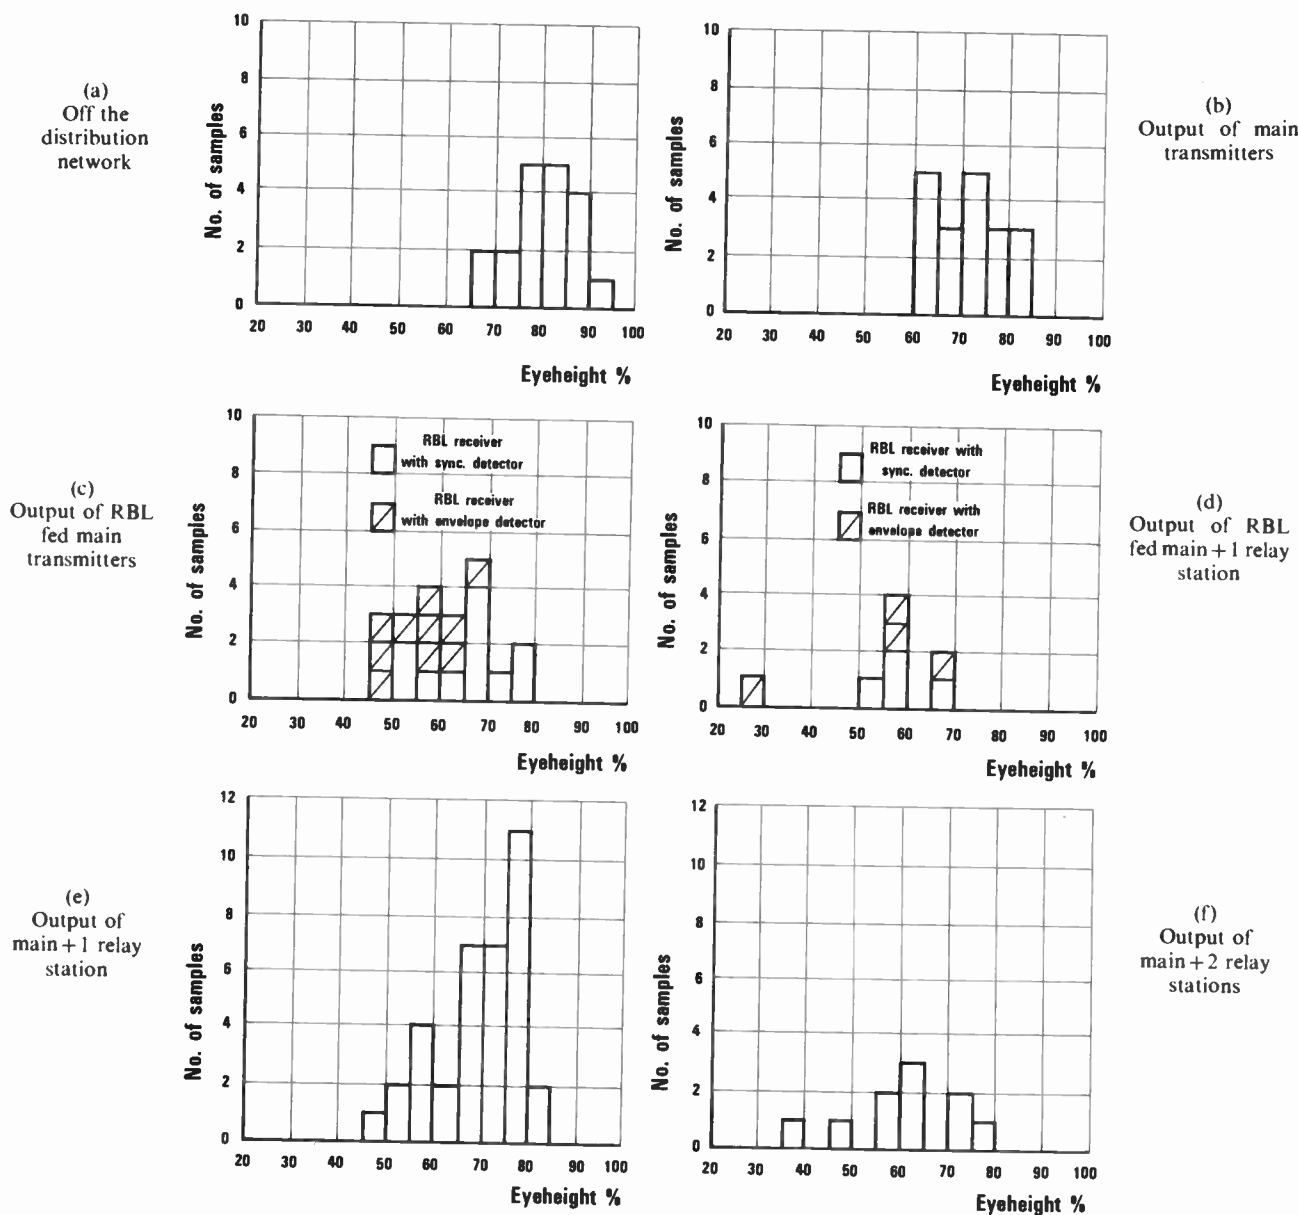 (a)
Off the
distribution
network
No. of samples
10
8
6
4
2
0
20 30 40 50 60 70 80 90 100
Eyeheight %
(b)
Output of main
transmitters
No. of samples
10
8
6
4
2
0
20 30 40 50 60 70 80 90 100
Eyeheight %
(c)
Output of RBL
fed main
transmitters
No. of samples
10
8
6
4
2
0
RBL receiver
with sync. detector
RBL receiver
with envelope detector
20 30 40 50 60 70 80 90 100
Eyeheight %
(d)
Output of RBL
fed main + 1 relay
station
No. of samples
10
8
6
4
2
0
RBL receiver with
sync. detector
RBL receiver with
envelope detector
20 30 40 50 60 70 80 90 100
Eyeheight %
(e)
Output of
main + 1 relay
station
No. of samples
12
10
8
6
4
2
0
20 30 40 50 60 70 80 90 100
Eyeheight %
(f)
Output of
main + 2 relay
stations
No. of samples
12
10
8
6
4
2
0
20 30 40 50 60 70 80 90 100
Eyeheight %